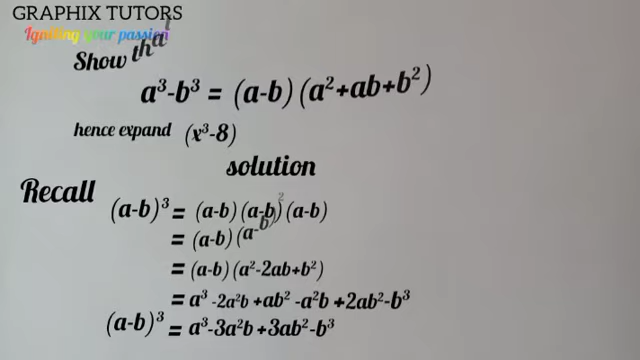 GRAPHIX TUTORS
Igniting your passion
Show that
a³-b³ = (a-b)(a²+ab+b²)
hence expand (x³-8)
solution
Recall
(a-b)³ = (a-b)(a-b)(a-b)
= (a-b)(a-b)²
= (a-b)(a²-2ab+b²)
= a³ -2a²b +ab² -a²b +2ab² -b³
(a-b)³ = a³-3a²b+3ab²-b³